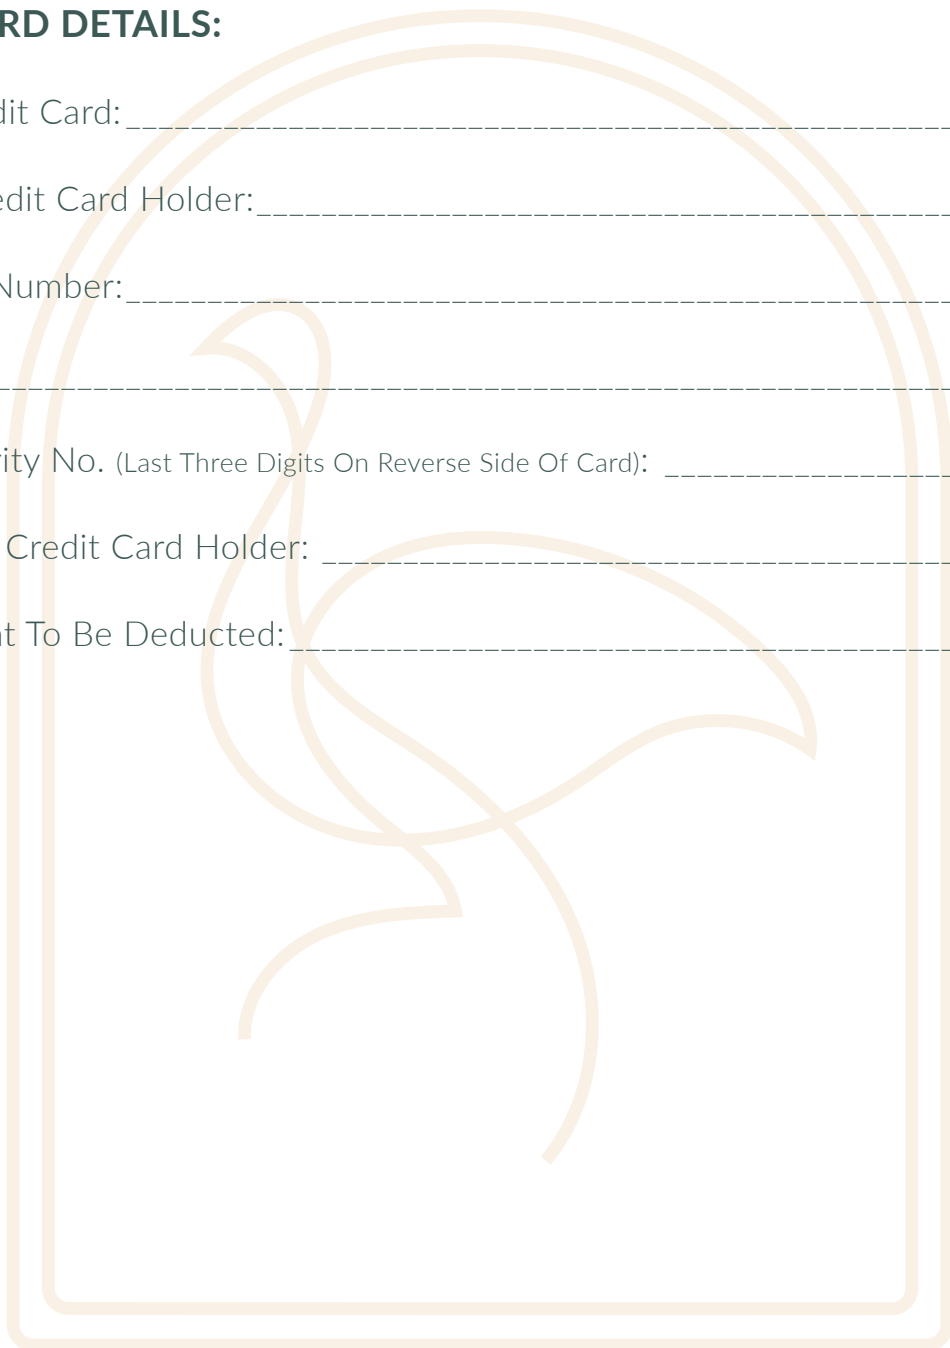 RD DETAILS:
dit Card:
edit Card Holder:
Number:
ity No. (Last Three Digits On Reverse Side Of Card):
Credit Card Holder:
t To Be Deducted: